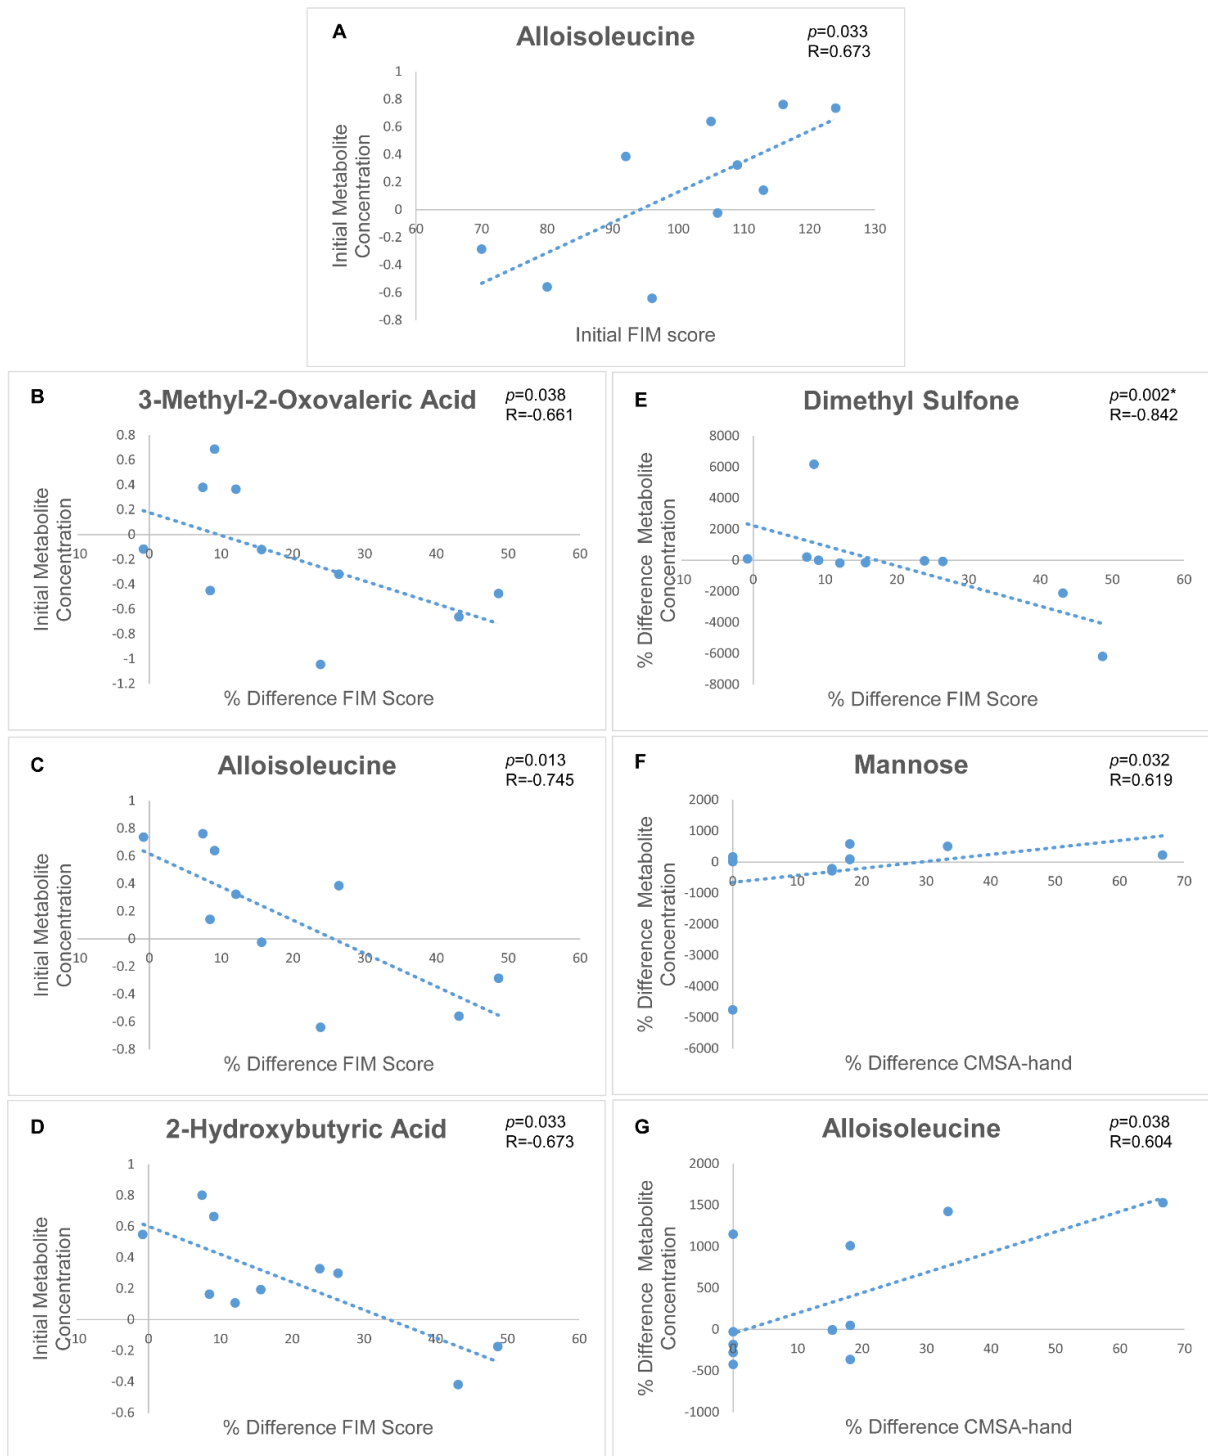 A
Alloisoleucine
p=0.033
R=0.673
Initial Metabolite
Concentration
1
0.8
0.6
0.4
0.2
0
-0.2
-0.4
-0.6
-0.8
60 70 80 90 100 110 120 130
Initial FIM score
B
3-Methyl-2-Oxovaleric Acid
p=0.038
R=-0.661
Initial Metabolite
Concentration
0.8
0.6
0.4
0.2
0
-0.2
-0.4
-0.6
-0.8
-1
-1.2
10 0 10 20 30 40 50 60
% Difference FIM Score
C
Alloisoleucine
p=0.013
R=-0.745
Initial Metabolite
Concentration
1
0.8
0.6
0.4
0.2
0
-0.2
-0.4
-0.6
-0.8
10 0 10 20 30 40 50 60
% Difference FIM Score
D
2-Hydroxybutyric Acid
p=0.033
R=-0.673
Initial Metabolite
Concentration
1
0.8
0.6
0.4
0.2
0
-0.2
-0.4
-0.6
10 0 10 20 30 40 50 60
% Difference FIM Score
E
Dimethyl Sulfone
p=0.002*
R=-0.842
% Difference Metabolite
Concentration
8000
6000
4000
2000
0
-2000
-4000
-6000
-8000
10 0 10 20 30 40 50 60
% Difference FIM Score
F
Mannose
p=0.032
R=0.619
% Difference Metabolite
Concentration
2000
1000
0
-1000
-2000
-3000
-4000
-5000
-6000
0 10 20 30 40 50 60 70
% Difference CMSA-hand
G
Alloisoleucine
p=0.038
R=0.604
% Difference Metabolite
Concentration
2000
1500
1000
500
0
-500
-1000
0 10 20 30 40 50 60 70
% Difference CMSA-hand